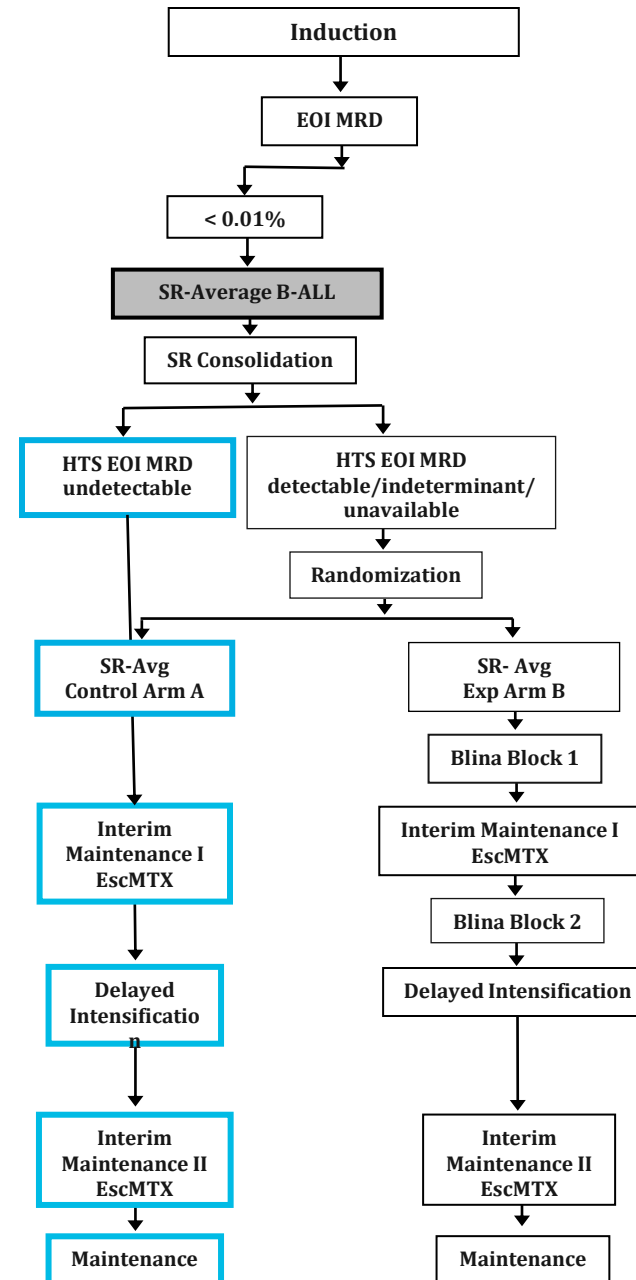 Induction
EOI MRD
< 0.01%
SR-Average B-ALL
SR Consolidation
HTS EOI MRD
undetectable
HTS EOI MRD
detectable/indeterminant/
unavailable
Randomization
SR-Avg
Control Arm A
SR- Avg
Exp Arm B
Blina Block 1
Interim
Maintenance I
EscMTX
Interim Maintenance I
EscMTX
Blina Block 2
Delayed
Intensificatio
n
Delayed Intensification
Interim
Maintenance II
EscMTX
Interim
Maintenance II
EscMTX
Maintenance
Maintenance